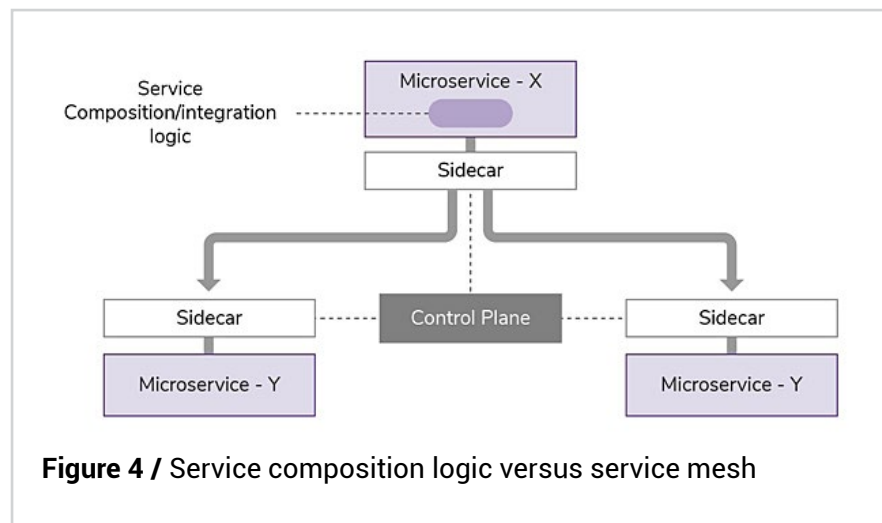 Microservice - X
Service
Composition/integration
logic
Sidecar
Sidecar
Control Plane
Sidecar
Microservice - Y
Microservice - Y
Figure 4 / Service composition logic versus service mesh